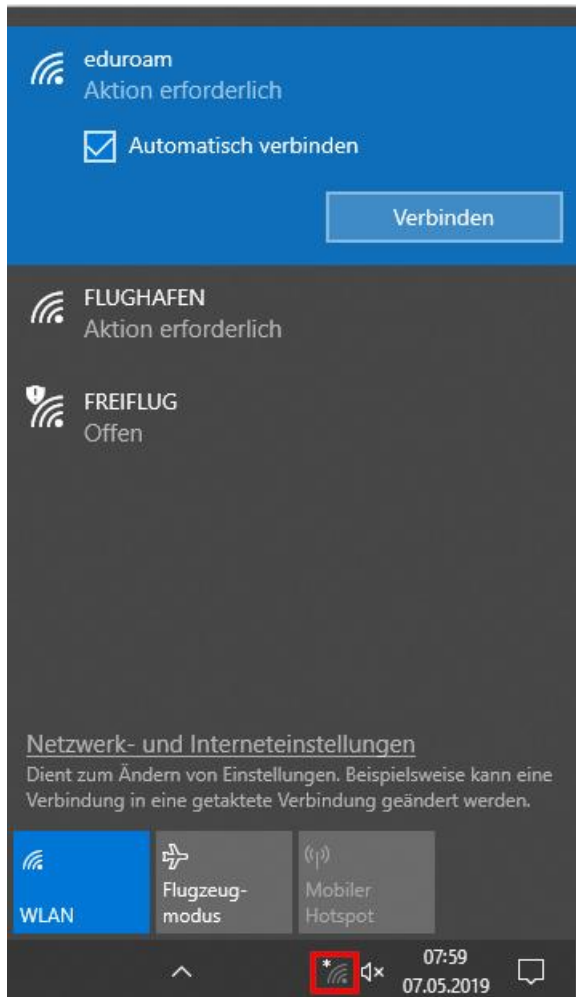 eduroam
Aktion erforderlich
Automatisch verbinden
Verbinden
FLUGHAFEN
Aktion erforderlich
FREIFLUG
Offen
Netzwerk- und Interneteinstellungen
Dient zum Ändern von Einstellungen. Beispielsweise kann eine
Verbindung in eine getaktete Verbindung geändert werden.
WLAN
Flugzeug-
modus
Mobiler
Hotspot
07:59
07.05.2019